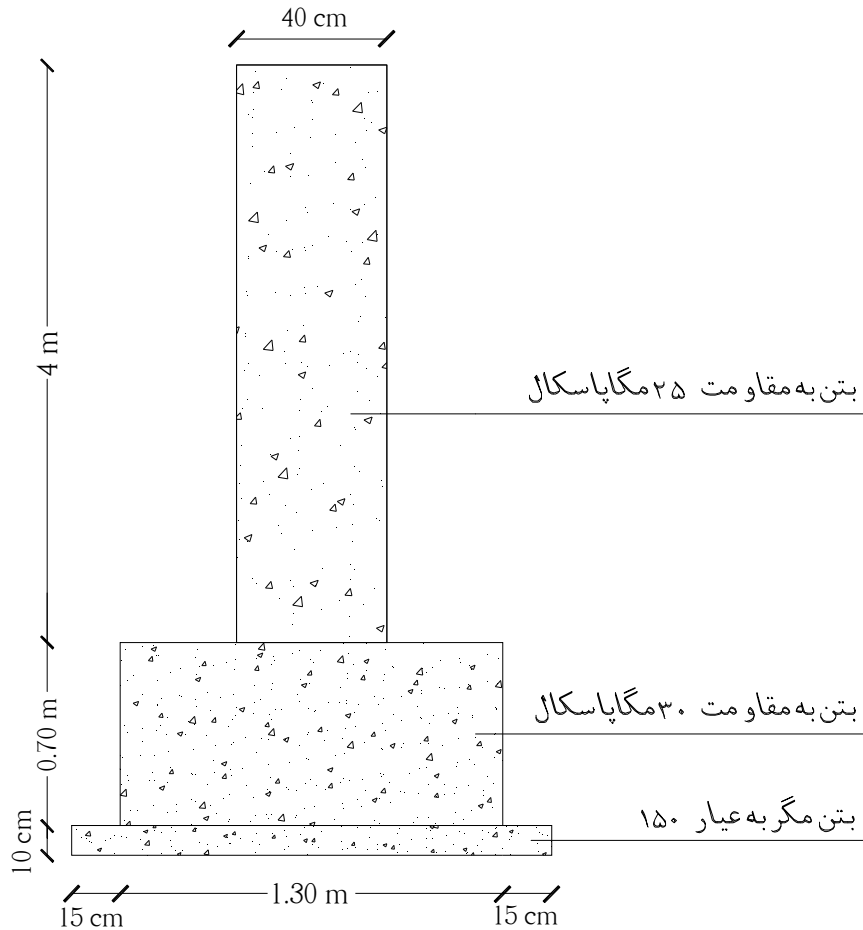 40 cm
4 m
بتن به مقاومت ۲۵ مگاپاسکال
بتن به مقاومت ۳۰ مگاپاسکال
0.70 m
بتن مگر به عیار ۱۵۰
10 cm
1.30 m
15 cm
15 cm